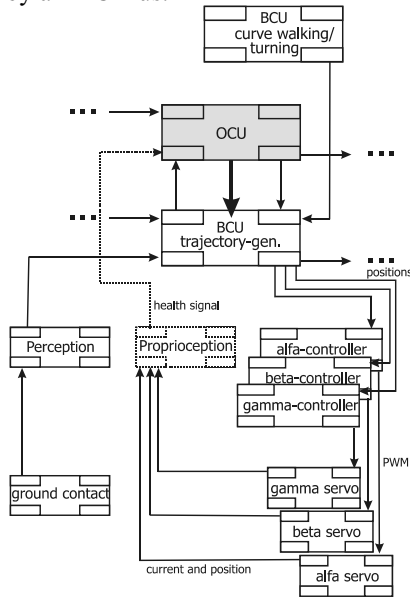 BCU
curve walking/
turning
OCU
BCU
trajectory-gen.
positions
health signal
Perception
Proprioception
alfa-controller
beta-controller
gamma-controller
PWM
ground contact
gamma servo
beta servo
current and position
alfa servo